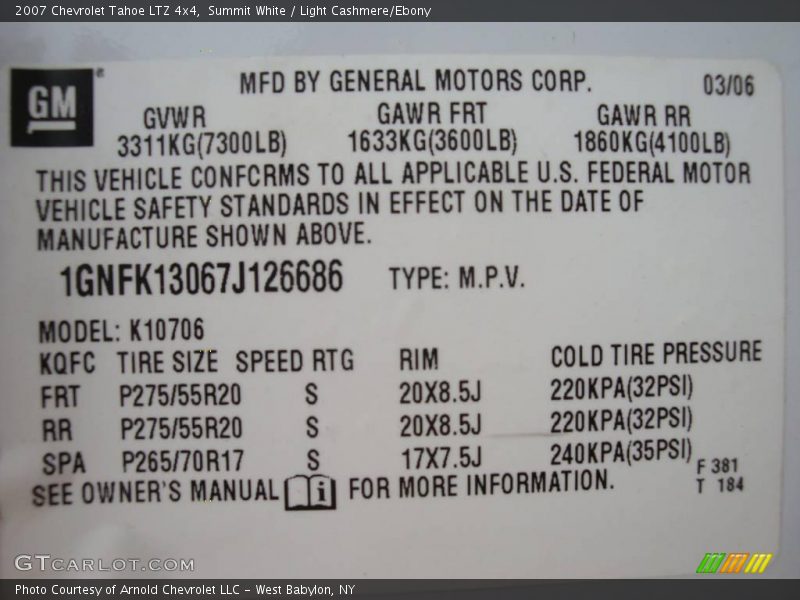 2007 Chevrolet Tahoe LTZ 4x4, Summit White / Light Cashmere/Ebony
GM®
MFD BY GENERAL MOTORS CORP. 03/06
GVWR GAWR FRT GAWR RR
3311KG(7300LB) 1633KG(3600LB) 1860KG(4100LB)
THIS VEHICLE CONFCRMS TO ALL APPLICABLE U.S. FEDERAL MOTOR
VEHICLE SAFETY STANDARDS IN EFFECT ON THE DATE OF
MANUFACTURE SHOWN ABOVE.
1GNFK13067J126686 TYPE: M.P.V.
MODEL: K10706
KQFC TIRE SIZE SPEED RTG RIM COLD TIRE PRESSURE
FRT P275/55R20 S 20X8.5J 220KPA(32PSI)
RR P275/55R20 S 20X8.5J 220KPA(32PSI)
SPA P265/70R17 S 17X7.5J 240KPA(35PSI)
F 381
SEE OWNER'S MANUAL i FOR MORE INFORMATION.
T 184
GTCARLOT.COM
Photo Courtesy of Arnold Chevrolet LLC - West Babylon, NY